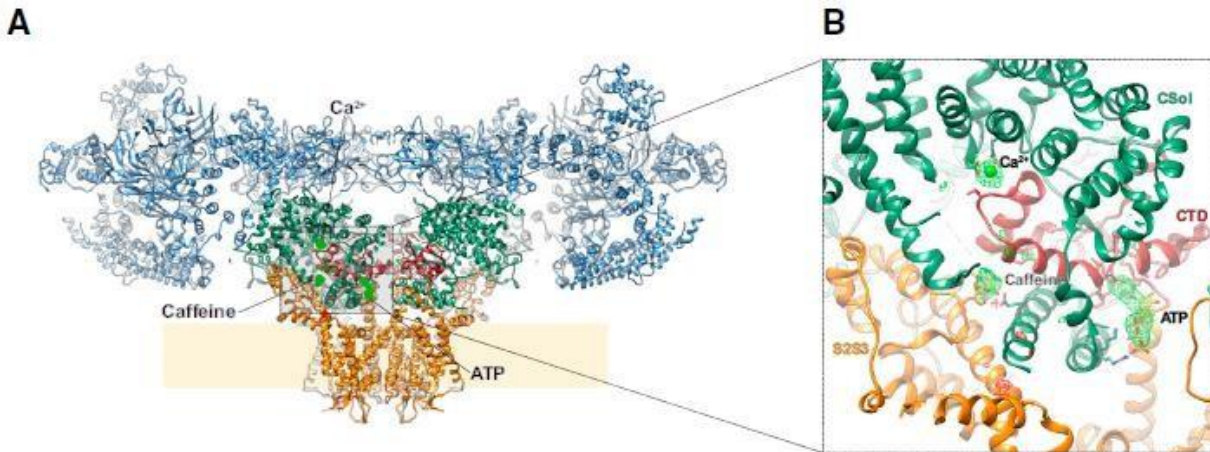 A
B
Ca²⁺
Caffeine
ATP
CSol
Ca²⁺
CTD
Caffeine
ATP
S2S3